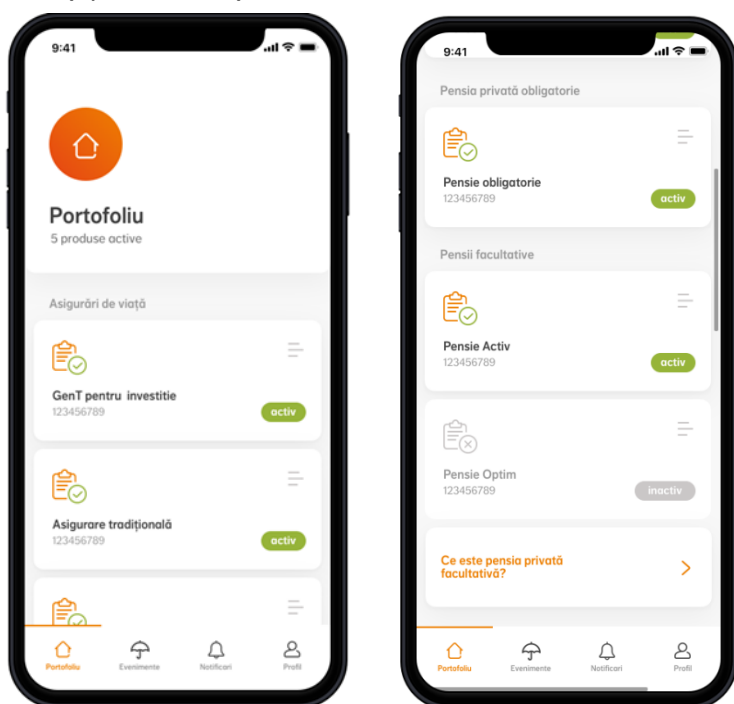 9:41
Portofoliu
5 produse active
Asigurări de viață
GenT pentru  investitie
123456789
activ
Asigurare tradițională
123456789
activ
Portofoliu
Evenimente
Notificari
Profil
9:41
Pensia privată obligatorie
Pensie obligatorie
123456789
activ
Pensii facultative
Pensie Activ
123456789
activ
Pensie Optim
123456789
inactiv
Ce este pensia privată
facultativă?
Portofoliu
Evenimente
Notificari
Profil